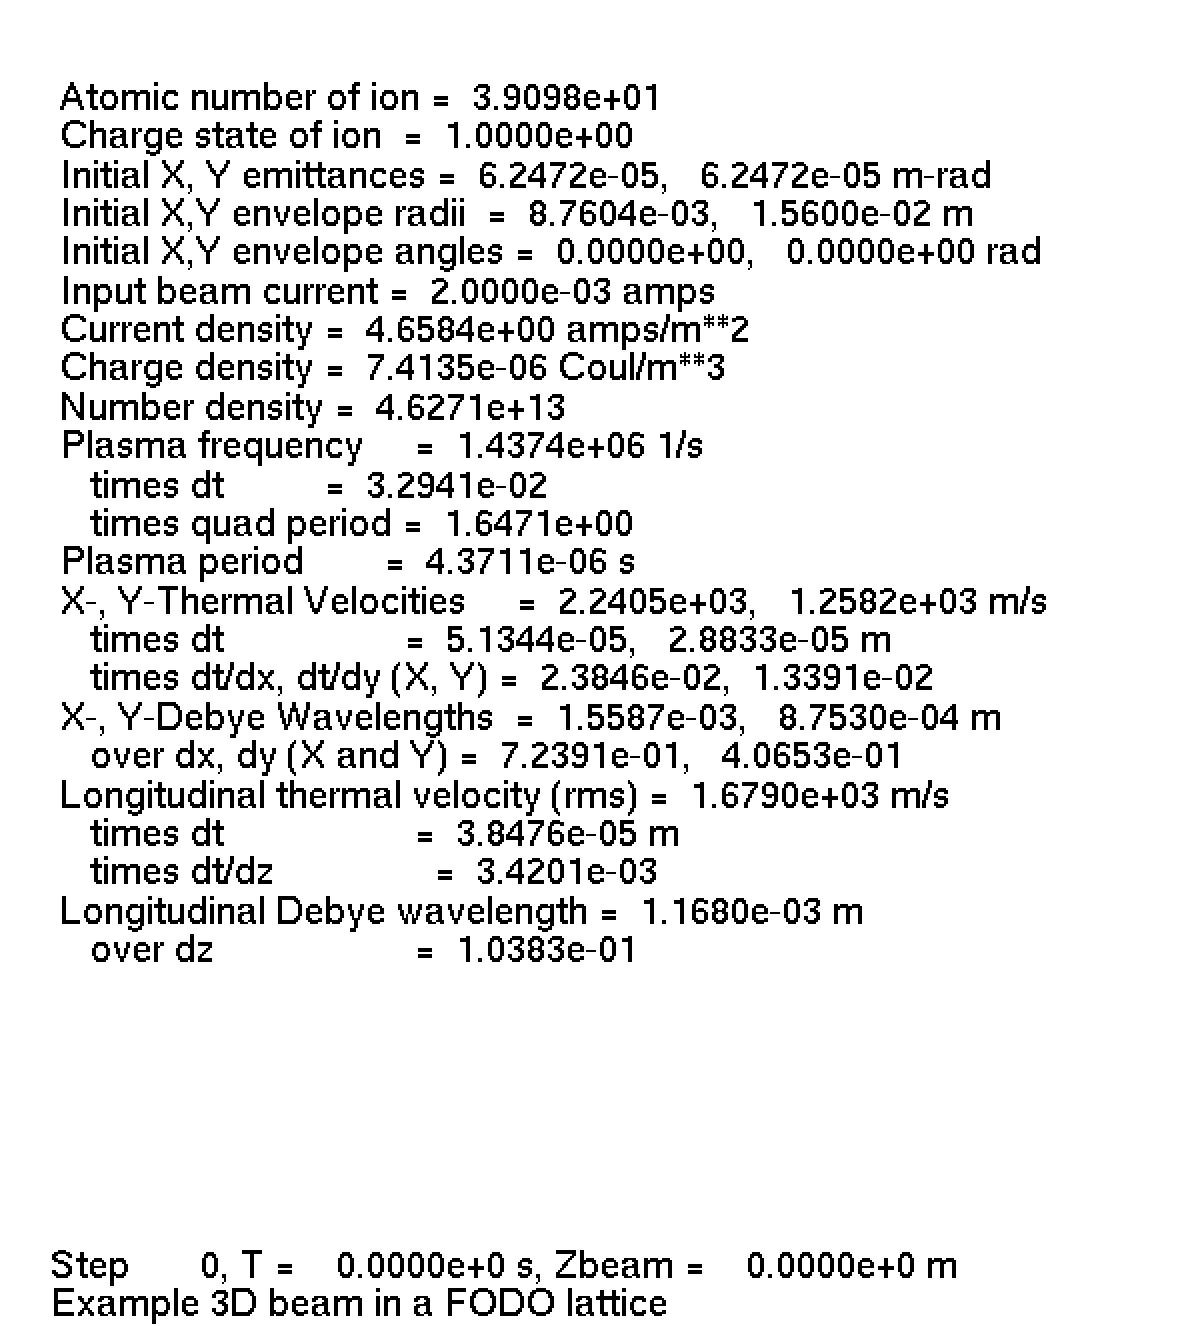 Atomic number of ion = 3.9098e+01
Charge state of ion = 1.0000e+00
Initial X, Y emittances = 6.2472e-05, 6.2472e-05 m-rad
Initial X,Y envelope radii = 8.7604e-03, 1.5600e-02 m
Initial X,Y envelope angles = 0.0000e+00, 0.0000e+00 rad
Input beam current = 2.0000e-03 amps
Current density = 4.6584e+00 amps/m**2
Charge density = 7.4135e-06 Coul/m**3
Number density = 4.6271e+13
Plasma frequency = 1.4374e+06 1/s
times dt = 3.2941e-02
times quad period = 1.6471e+00
Plasma period = 4.3711e-06 s
X-, Y-Thermal Velocities = 2.2405e+03, 1.2582e+03 m/s
times dt = 5.1344e-05, 2.8833e-05 m
times dt/dx, dt/dy (X, Y) = 2.3846e-02, 1.3391e-02
X-, Y-Debye Wavelengths = 1.5587e-03, 8.7530e-04 m
over dx, dy (X and Y) = 7.2391e-01, 4.0653e-01
Longitudinal thermal velocity (rms) = 1.6790e+03 m/s
times dt = 3.8476e-05 m
times dt/dz = 3.4201e-03
Longitudinal Debye wavelength = 1.1680e-03 m
over dz = 1.0383e-01
Step 0, T = 0.0000e+0 s, Zbeam = 0.0000e+0 m
Example 3D beam in a FODO lattice